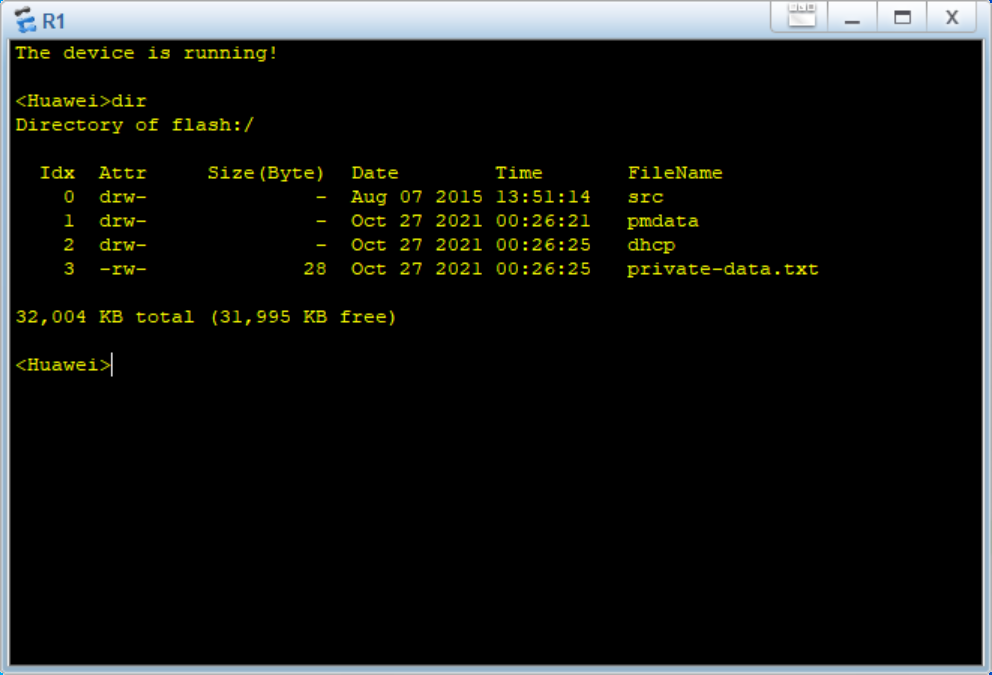 R1
The device is running!
<Huawei>dir
Directory of flash:/
Idx Attr Size(Byte) Date Time FileName
0 drw- - Aug 07 2015 13:51:14 src
1 drw- - Oct 27 2021 00:26:21 pmdata
2 drw- - Oct 27 2021 00:26:25 dhcp
3 -rw- 28 Oct 27 2021 00:26:25 private-data.txt
32,004 KB total (31,995 KB free)
<Huawei>